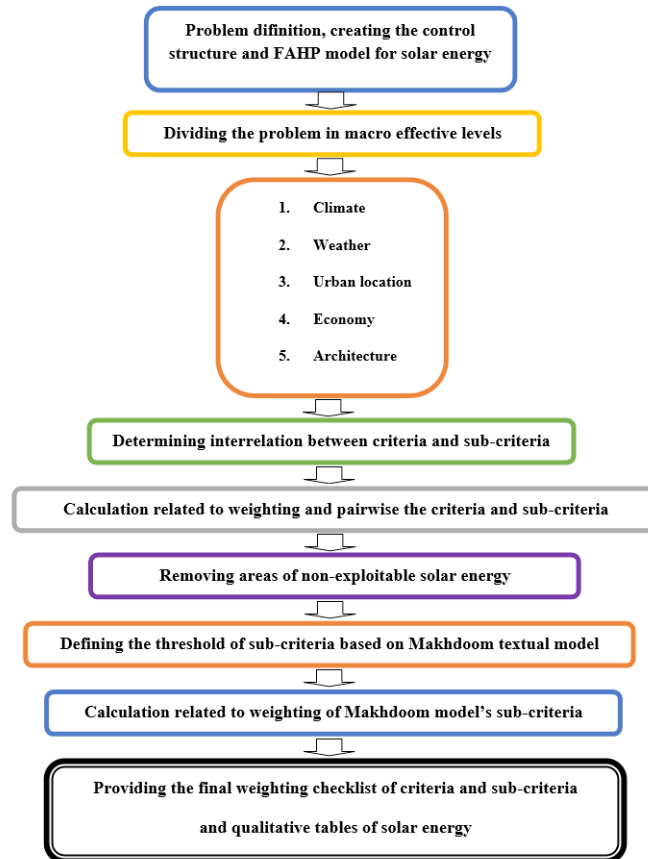 Problem difinition, creating the control
structure and FAHP model for solar energy
Dividing the problem in macro effective levels
1. Climate
2. Weather
3. Urban location
4. Economy
5. Architecture
Determining interrelation between criteria and sub-criteria
Calculation related to weighting and pairwise the criteria and sub-criteria
Removing areas of non-exploitable solar energy
Defining the threshold of sub-criteria based on Makhdoom textual model
Calculation related to weighting of Makhdoom model's sub-criteria
Providing the final weighting checklist of criteria and sub-criteria
and qualitative tables of solar energy